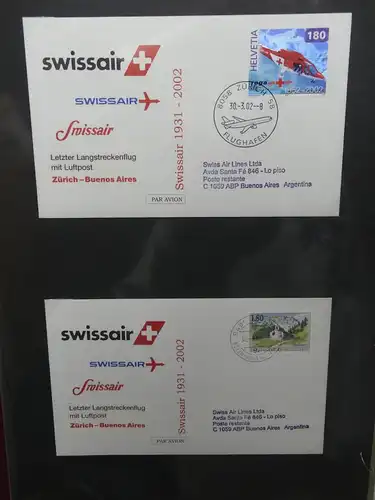 swissair
SWISSAIR
Swissair
Letzter Langstreckenflug
mit Luftpost
Zürich–Buenos Aires
Swissair 1931 - 2002
PAR AVION
HELVETIA
180
8058 ZÜRICH 58
30.-3.02-8
FLUGHAFEN
Swiss Air Lines Ltda
Avda Santa Fé 846 - Lo piso
Poste restante
C 1059 ABP Buenos Aires Argentina
swissair
SWISSAIR
Swissair
Letzter Langstreckenflug
mit Luftpost
Zürich–Buenos Aires
Swissair 1931 - 2002
PAR AVION
180
Swiss Air Lines Ltda
Avda Santa Fé 846 - Lo piso
Poste restante
C 1059 ABP Buenos Aires Argentina